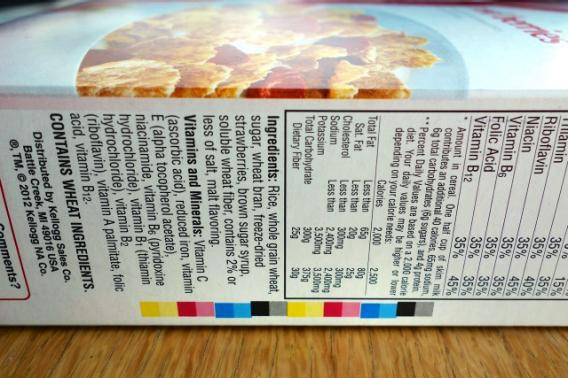 Thiamin
Riboflavin 35% 45%
Niacin 35% 40%
Vitamin B6 35% 45%
Folic Acid 35% 35%
Vitamin B12 35% 45%
* Amount in cereal. One half cup of skim milk
contributes an additional 40 calories, 65mg sodium,
6g total carbohydrates (6g sugars), and 4g protein.
** Percent Daily Values are based on a 2,000 calorie
diet. Your daily values may be higher or lower
depending on your calorie needs:
Calories 2,000 2,500
Total Fat Less than 65g 80g
Sat. Fat Less than 20g 25g
Cholesterol Less than 300mg 300mg
Sodium Less than 2,400mg 2,400mg
Potassium 3,500mg 3,500mg
Total Carbohydrate 300g 375g
Dietary Fiber 25g 30g
Ingredients: Rice, whole grain wheat,
sugar, wheat bran, freeze-dried
strawberries, brown sugar syrup,
soluble wheat fiber, contains 2% or
less of salt, malt flavoring.
Vitamins and Minerals: Vitamin C
(ascorbic acid), reduced iron, vitamin
E (alpha tocopherol acetate),
niacinamide, vitamin B6 (pyridoxine
hydrochloride), vitamin B1 (thiamin
hydrochloride), vitamin B2
(riboflavin), vitamin A palmitate, folic
acid, vitamin B12.
CONTAINS WHEAT INGREDIENTS.
Distributed by Kellogg Sales Co.
Battle Creek, MI 49016 USA
®, TM, © 2012 Kellogg NA Co.
Comments?